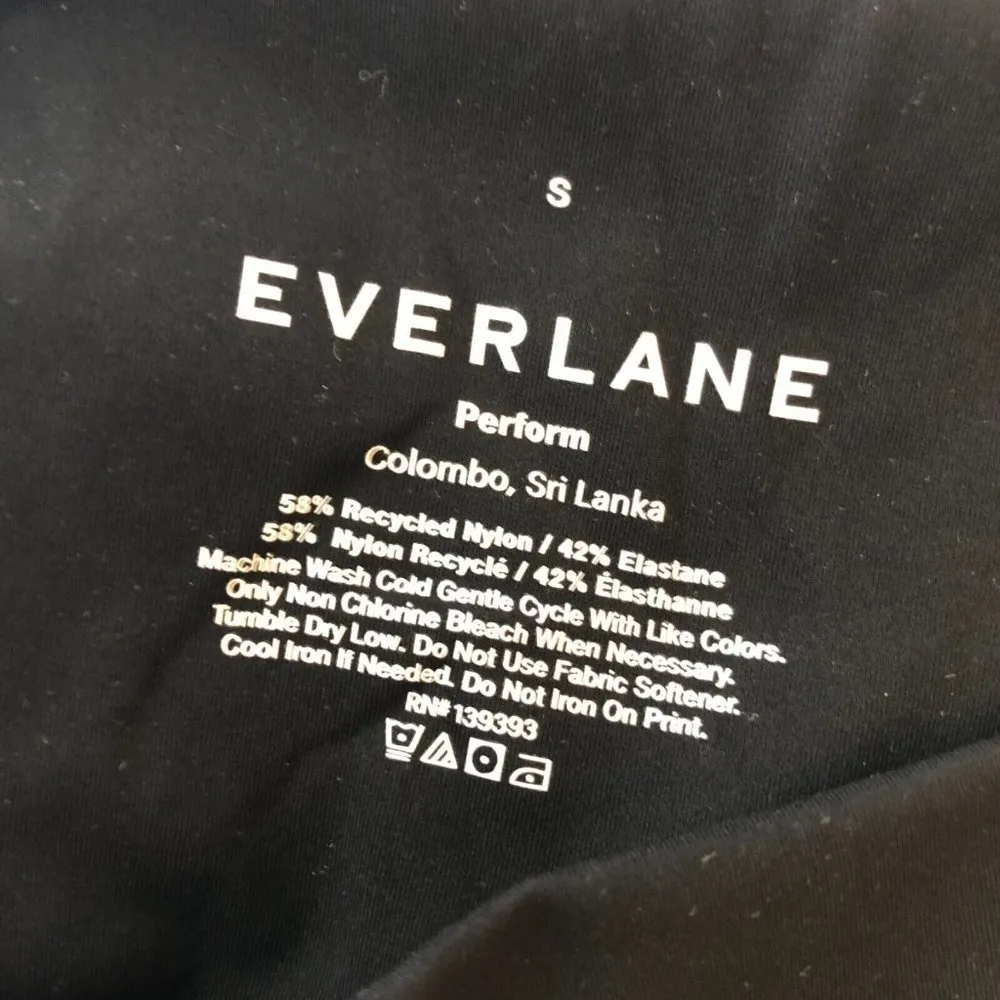 S
EVERLANE
Perform
Colombo, Sri Lanka
58% Recycled Nylon / 42% Elastane
58% Nylon Recyclé / 42% Élasthanne
Machine Wash Cold Gentle Cycle With Like Colors.
Only Non Chlorine Bleach When Necessary.
Tumble Dry Low. Do Not Use Fabric Softener.
Cool Iron If Needed. Do Not Iron On Print.
RN# 139393